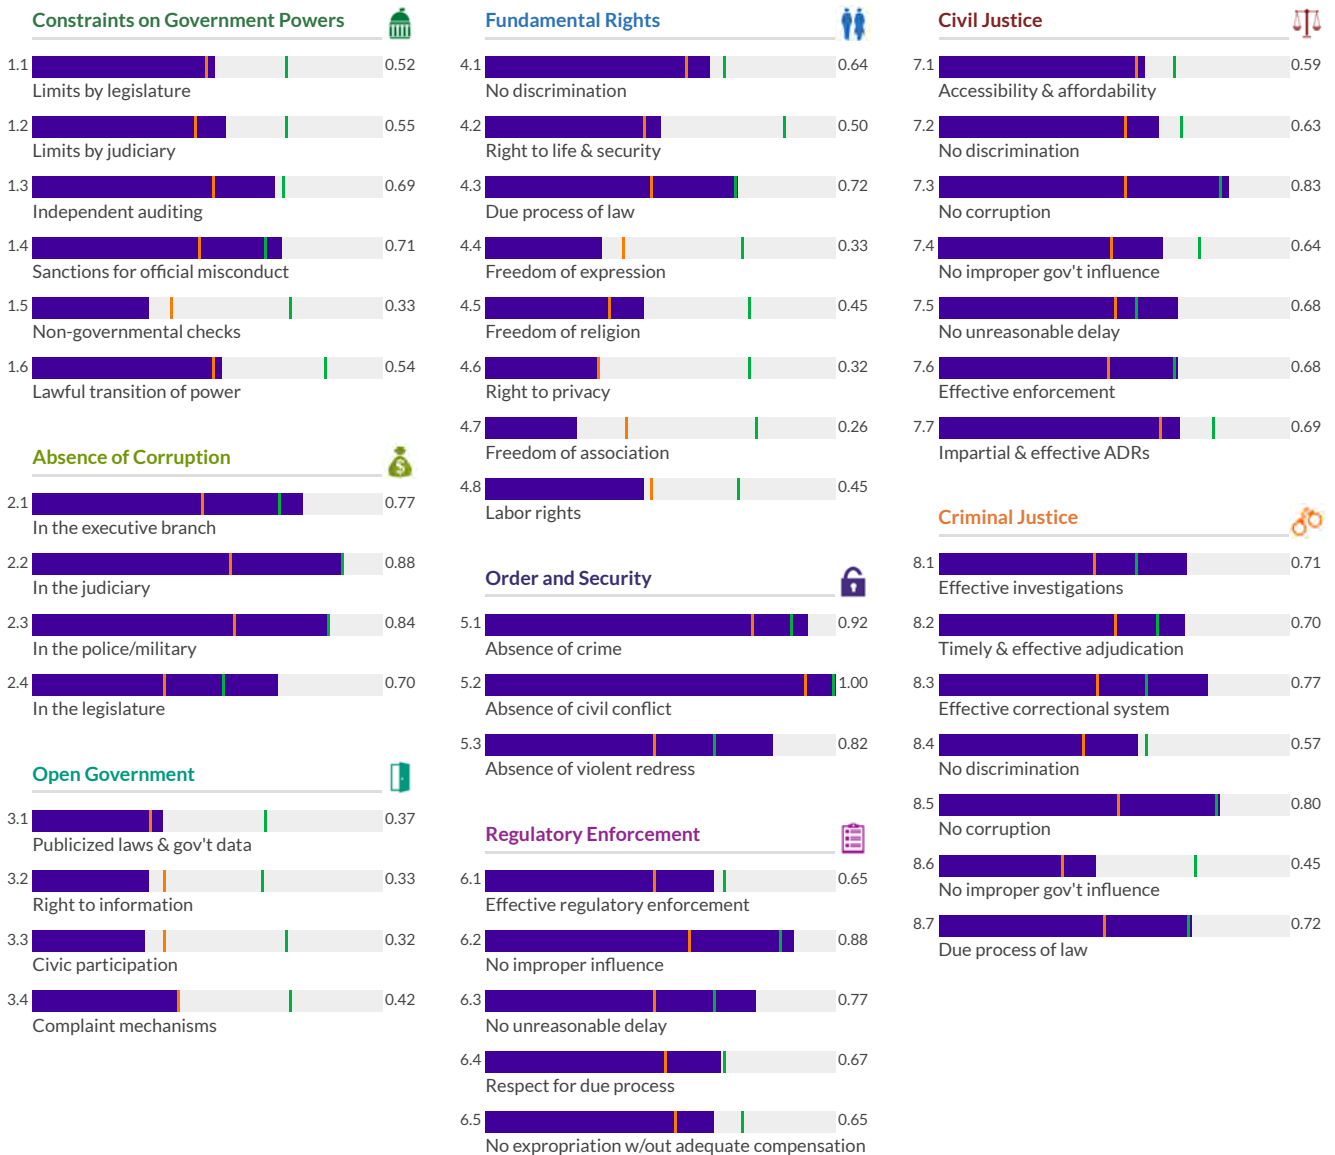 Constraints on Government Powers
1.1 0.52
Limits by legislature
1.2 0.55
Limits by judiciary
1.3 0.69
Independent auditing
1.4 0.71
Sanctions for official misconduct
1.5 0.33
Non-governmental checks
1.6 0.54
Lawful transition of power
Absence of Corruption
$
2.1 0.77
In the executive branch
2.2 0.88
In the judiciary
2.3 0.84
In the police/military
2.4 0.70
In the legislature
Open Government
3.1 0.37
Publicized laws & gov't data
3.2 0.33
Right to information
3.3 0.32
Civic participation
3.4 0.42
Complaint mechanisms
Fundamental Rights
4.1 0.64
No discrimination
4.2 0.50
Right to life & security
4.3 0.72
Due process of law
4.4 0.33
Freedom of expression
4.5 0.45
Freedom of religion
4.6 0.32
Right to privacy
4.7 0.26
Freedom of association
4.8 0.45
Labor rights
Order and Security
5.1 0.92
Absence of crime
5.2 1.00
Absence of civil conflict
5.3 0.82
Absence of violent redress
Regulatory Enforcement
6.1 0.65
Effective regulatory enforcement
6.2 0.88
No improper influence
6.3 0.77
No unreasonable delay
6.4 0.67
Respect for due process
6.5 0.65
No expropriation w/out adequate compensation
Civil Justice
7.1 0.59
Accessibility & affordability
7.2 0.63
No discrimination
7.3 0.83
No corruption
7.4 0.64
No improper gov't influence
7.5 0.68
No unreasonable delay
7.6 0.68
Effective enforcement
7.7 0.69
Impartial & effective ADRs
Criminal Justice
8.1 0.71
Effective investigations
8.2 0.70
Timely & effective adjudication
8.3 0.77
Effective correctional system
8.4 0.57
No discrimination
8.5 0.80
No corruption
8.6 0.45
No improper gov't influence
8.7 0.72
Due process of law